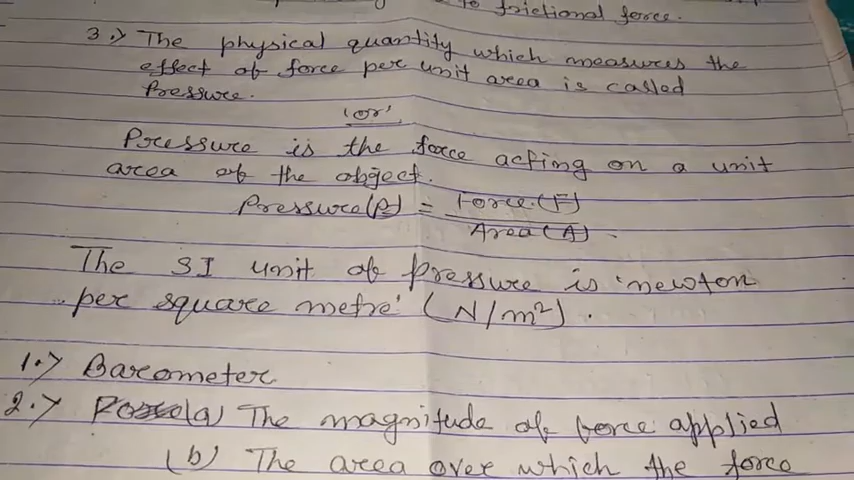 to frictional force.
3.> The physical quantity which measures the
effect of force per unit area is called
Pressure.
'or'
Pressure is the force acting on a unit
area of the object.
Pressure(P) = Force(F)
Area(A)
The SI unit of pressure is 'newton
per square metre' (N/m²).
1.> Barometer
2.> (a) The magnitude of force applied
(b) The area over which the force